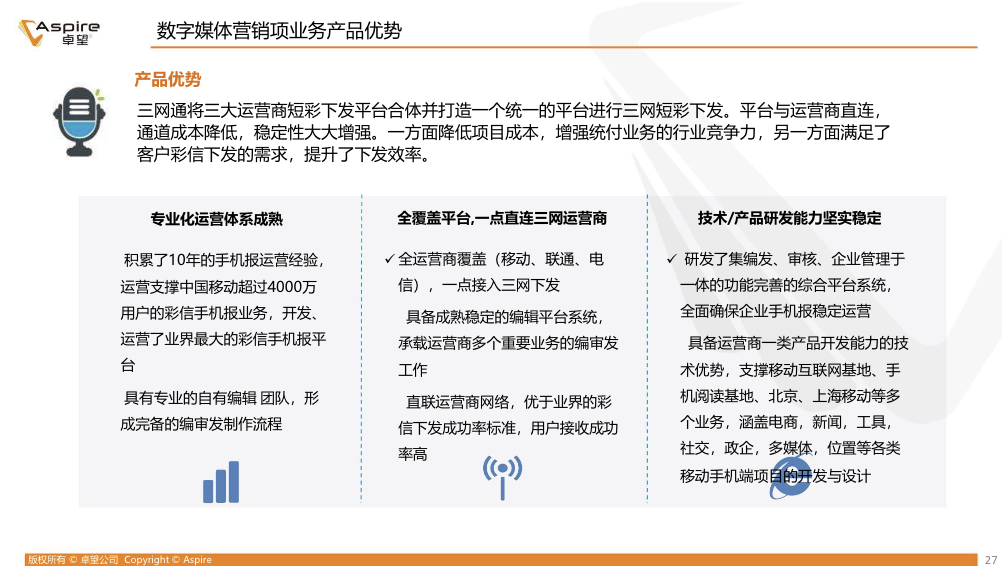 Aspire
卓望
数字媒体营销项业务产品优势
产品优势
三网通将三大运营商短彩下发平台合体并打造一个统一的平台进行三网短彩下发。平台与运营商直连，
通道成本降低，稳定性大大增强。一方面降低项目成本，增强统付业务的行业竞争力，另一方面满足了
客户彩信下发的需求，提升了下发效率。
专业化运营体系成熟
积累了10年的手机报运营经验，
运营支撑中国移动超过4000万
用户的彩信手机报业务，开发、
运营了业界最大的彩信手机报平
台
具有专业的自有编辑 团队，形
成完备的编审发制作流程
全覆盖平台,一点直连三网运营商
✓ 全运营商覆盖（移动、联通、电
信），一点接入三网下发
具备成熟稳定的编辑平台系统，
承载运营商多个重要业务的编审发
工作
直联运营商网络，优于业界的彩
信下发成功率标准，用户接收成功
率高
技术/产品研发能力坚实稳定
✓ 研发了集编发、审核、企业管理于
一体的功能完善的综合平台系统，
全面确保企业手机报稳定运营
具备运营商一类产品开发能力的技
术优势，支撑移动互联网基地、手
机阅读基地、北京、上海移动等多
个业务，涵盖电商，新闻，工具，
社交，政企，多媒体，位置等各类
移动手机端项目的开发与设计
版权所有 © 卓望公司 Copyright © Aspire
27